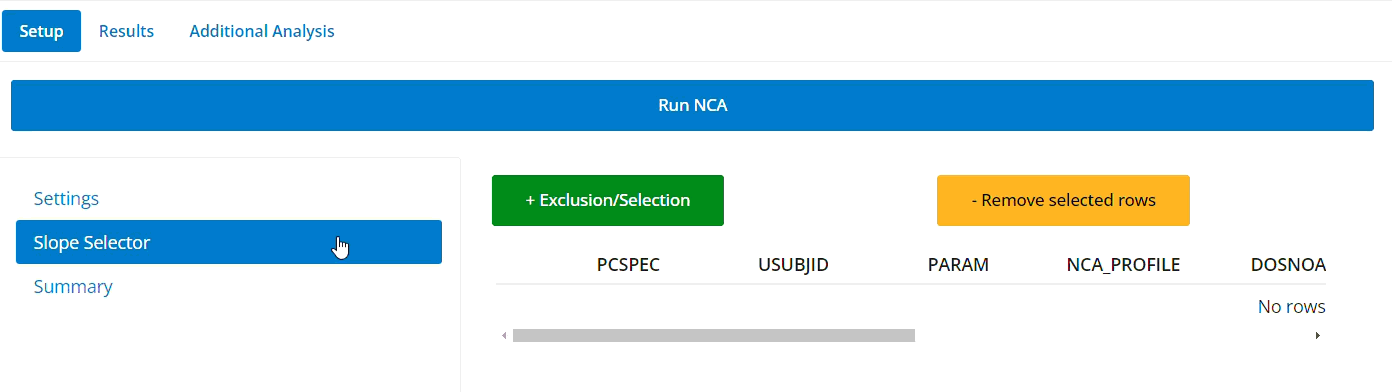 Setup Results Additional Analysis
Run NCA
Settings
Slope Selector
Summary
+ Exclusion/Selection - Remove selected rows
PCSPEC USUBJID PARAM NCA_PROFILE DOSNOA
No rows